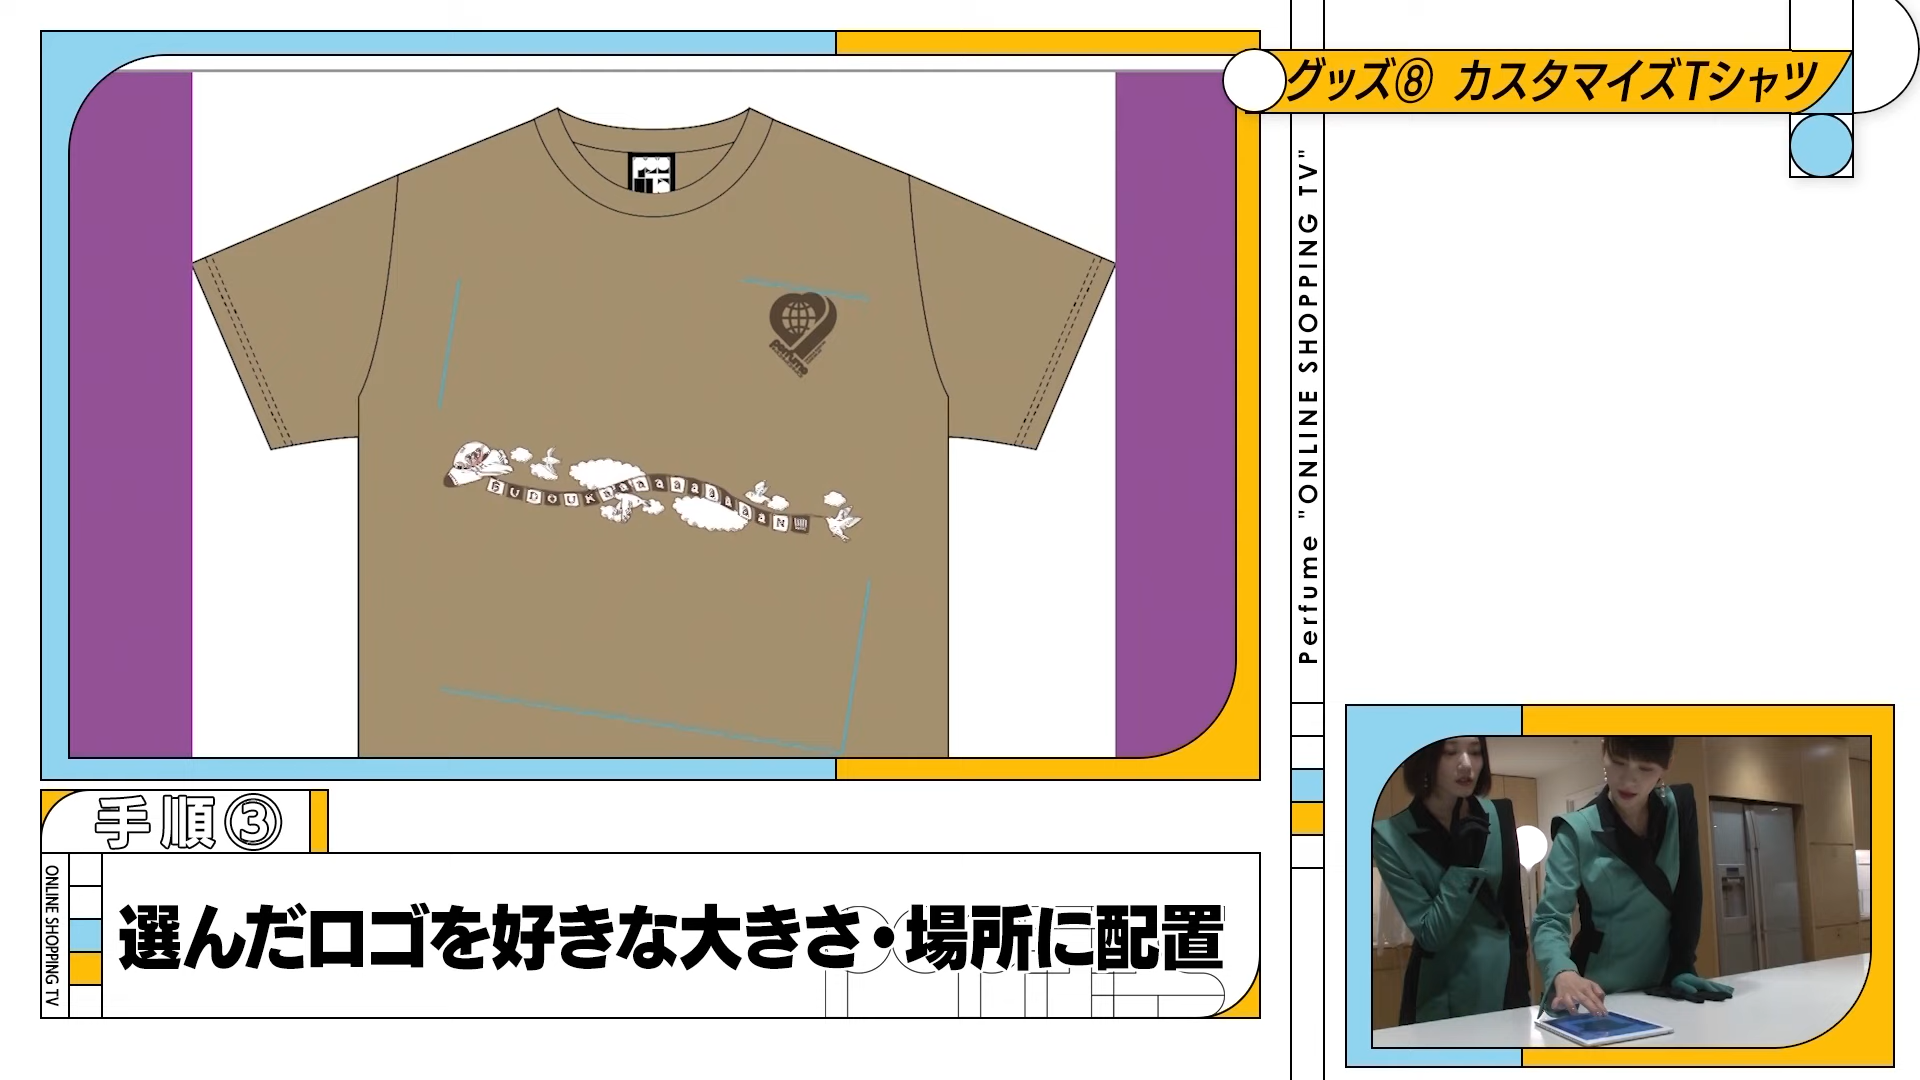 グッズ⑧ カスタマイズTシャツ
Perfume "ONLINE SHOPPING TV"
perfume
BUDOUKaaaaaaaaaaN!!!!
手順③
ONLINE SHOPPING TV
選んだロゴを好きな大きさ・場所に配置